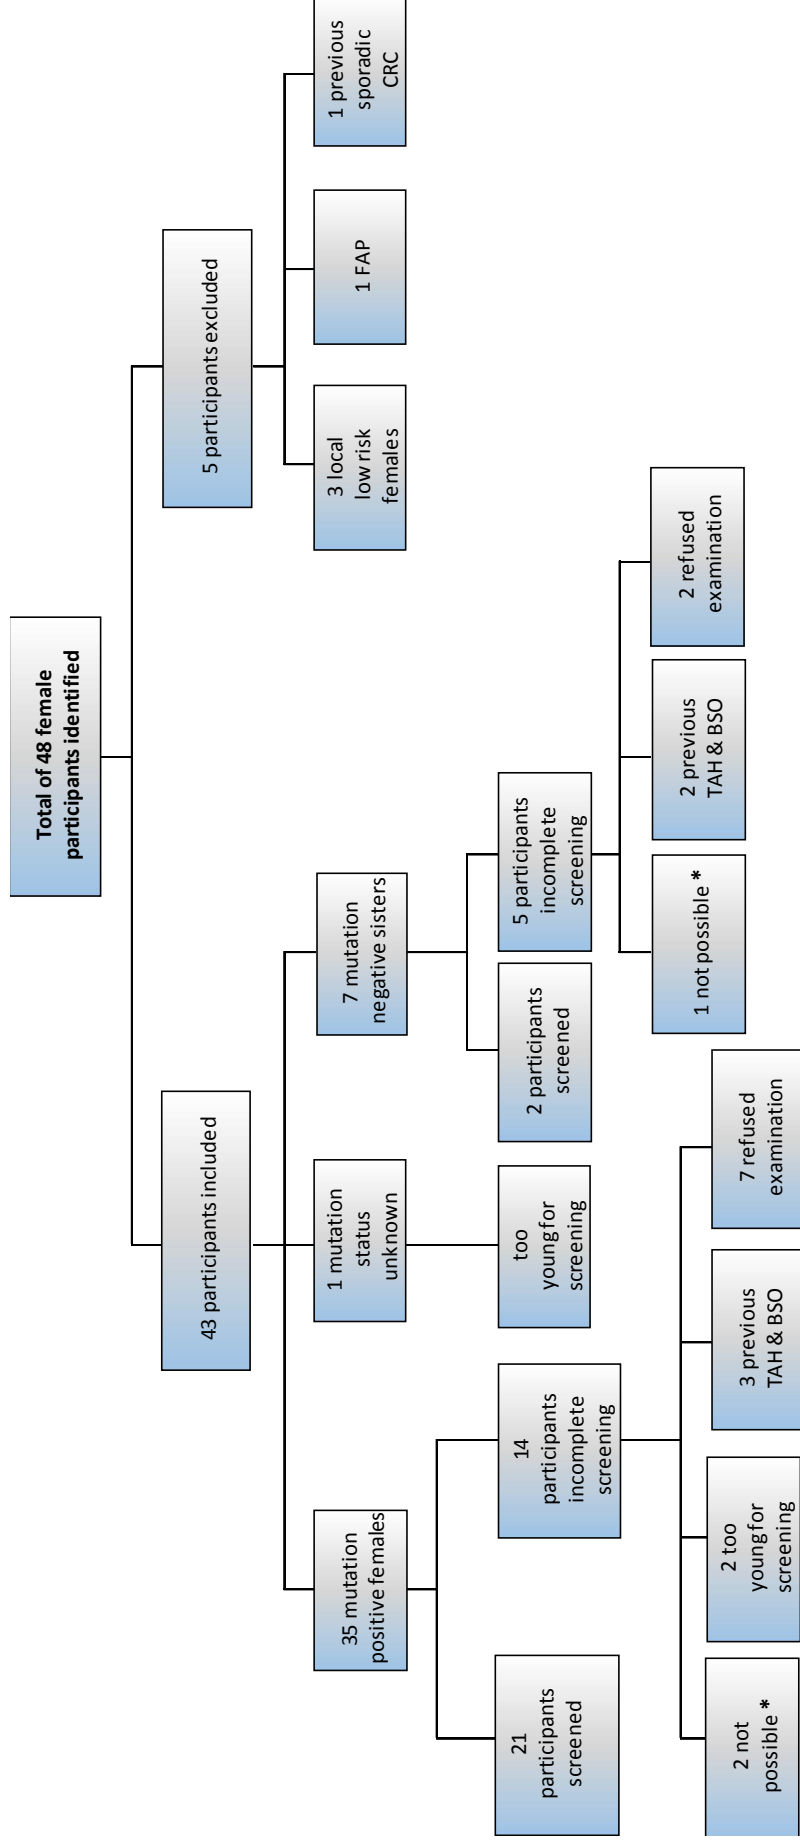 Total of 48 female
participants identified
43 participants included
5 participants excluded
35 mutation
positive females
1 mutation
status
unknown
7 mutation
negative sisters
3 local
low risk
females
1 FAP
1 previous
sporadic
CRC
21
participants
screened
14
participants
incomplete
screening
too
young for
screening
2 participants
screened
5 participants
incomplete
screening
2 not
possible *
2 too
young for
screening
3 previous
TAH & BSO
7 refused
examination
1 not possible *
2 previous
TAH & BSO
2 refused
examination